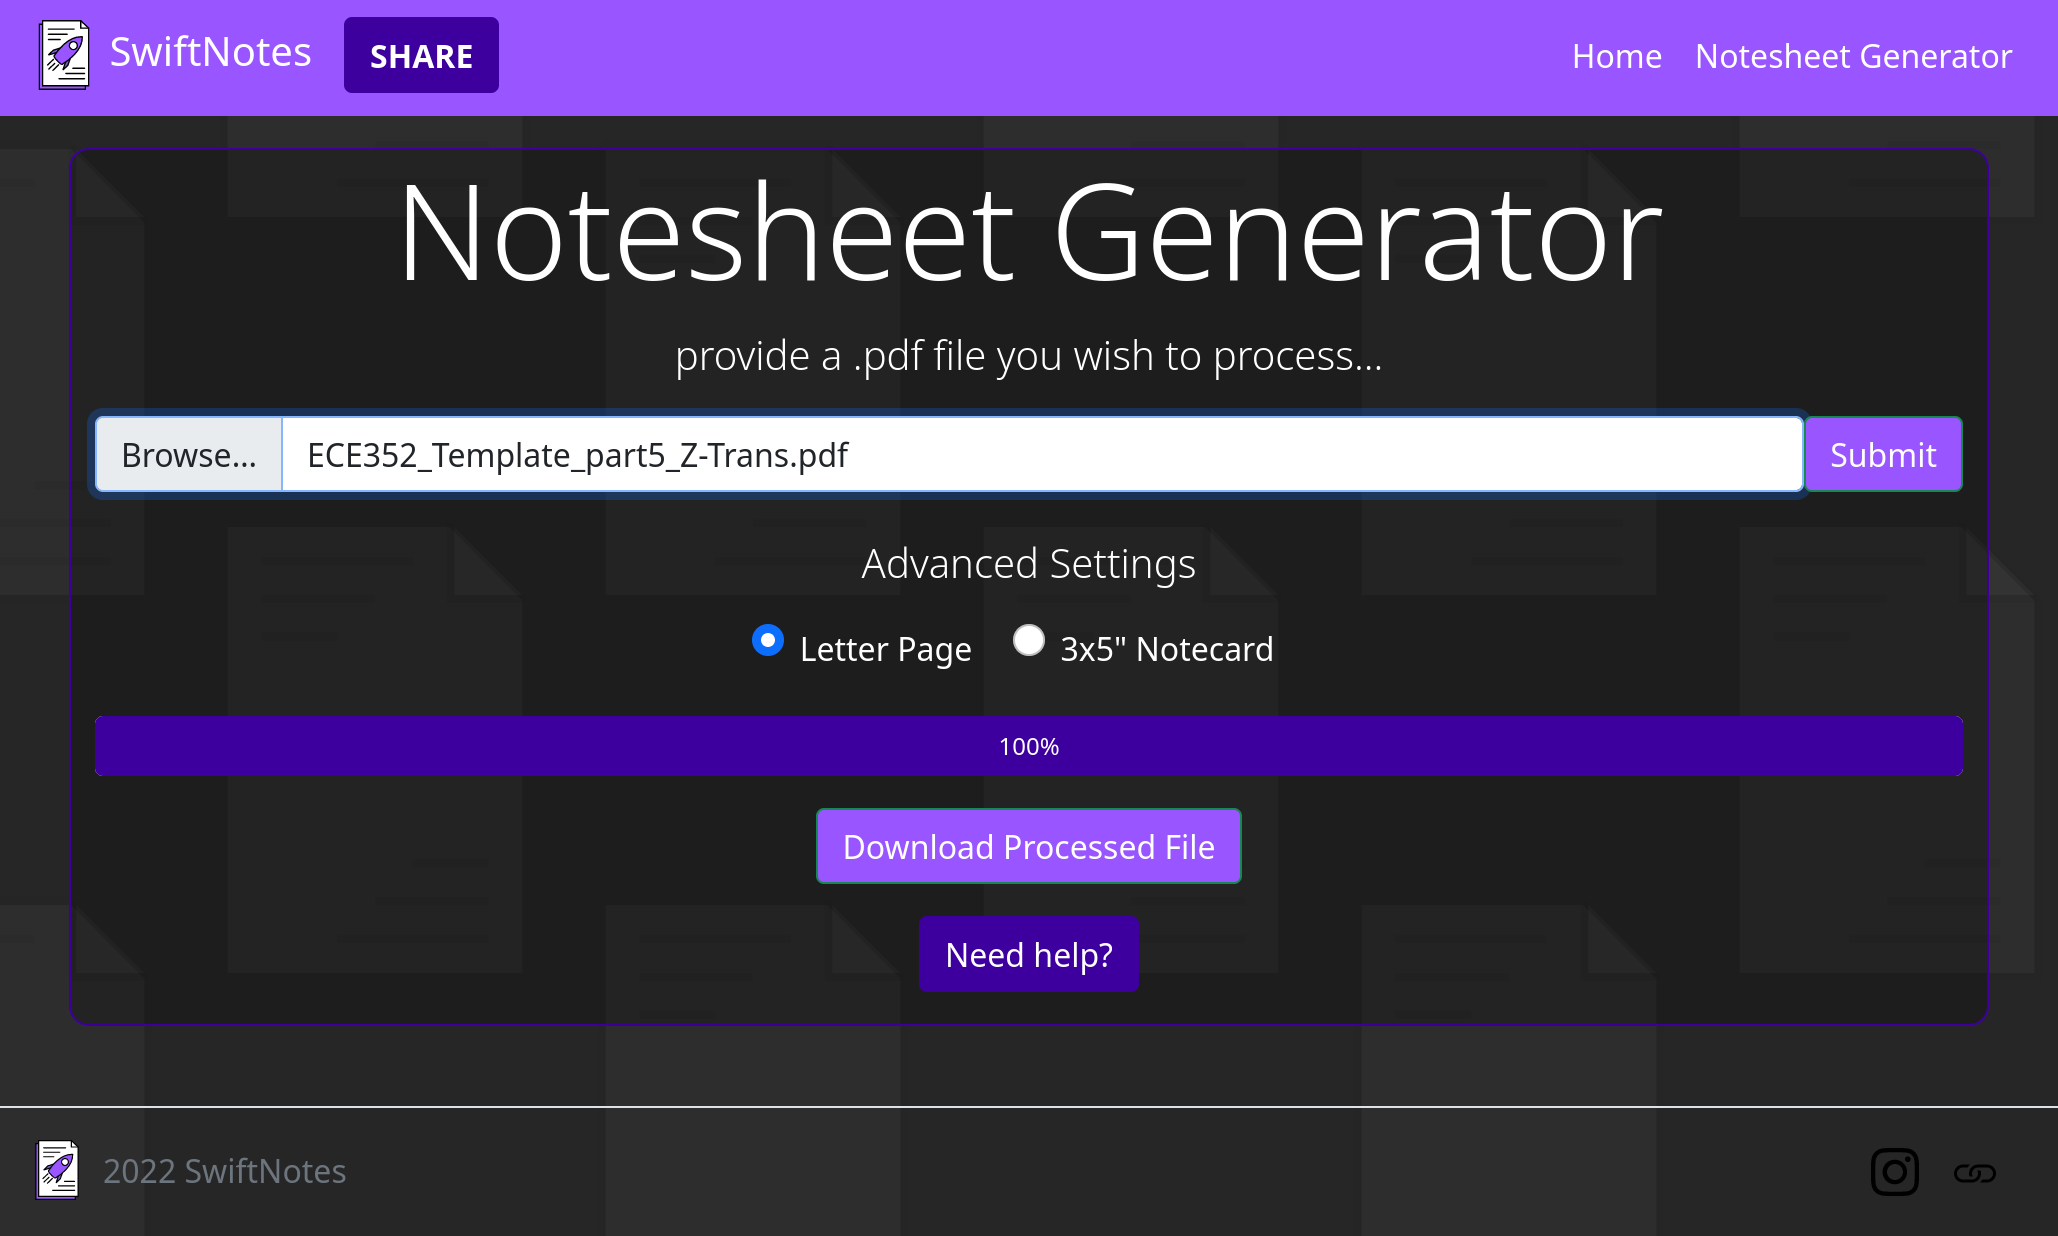 SwiftNotes SHARE Home Notesheet Generator
Notesheet Generator
provide a .pdf file you wish to process...
Browse... ECE352_Template_part5_Z-Trans.pdf Submit
Advanced Settings
Letter Page 3x5" Notecard
100%
Download Processed File
Need help?
2022 SwiftNotes